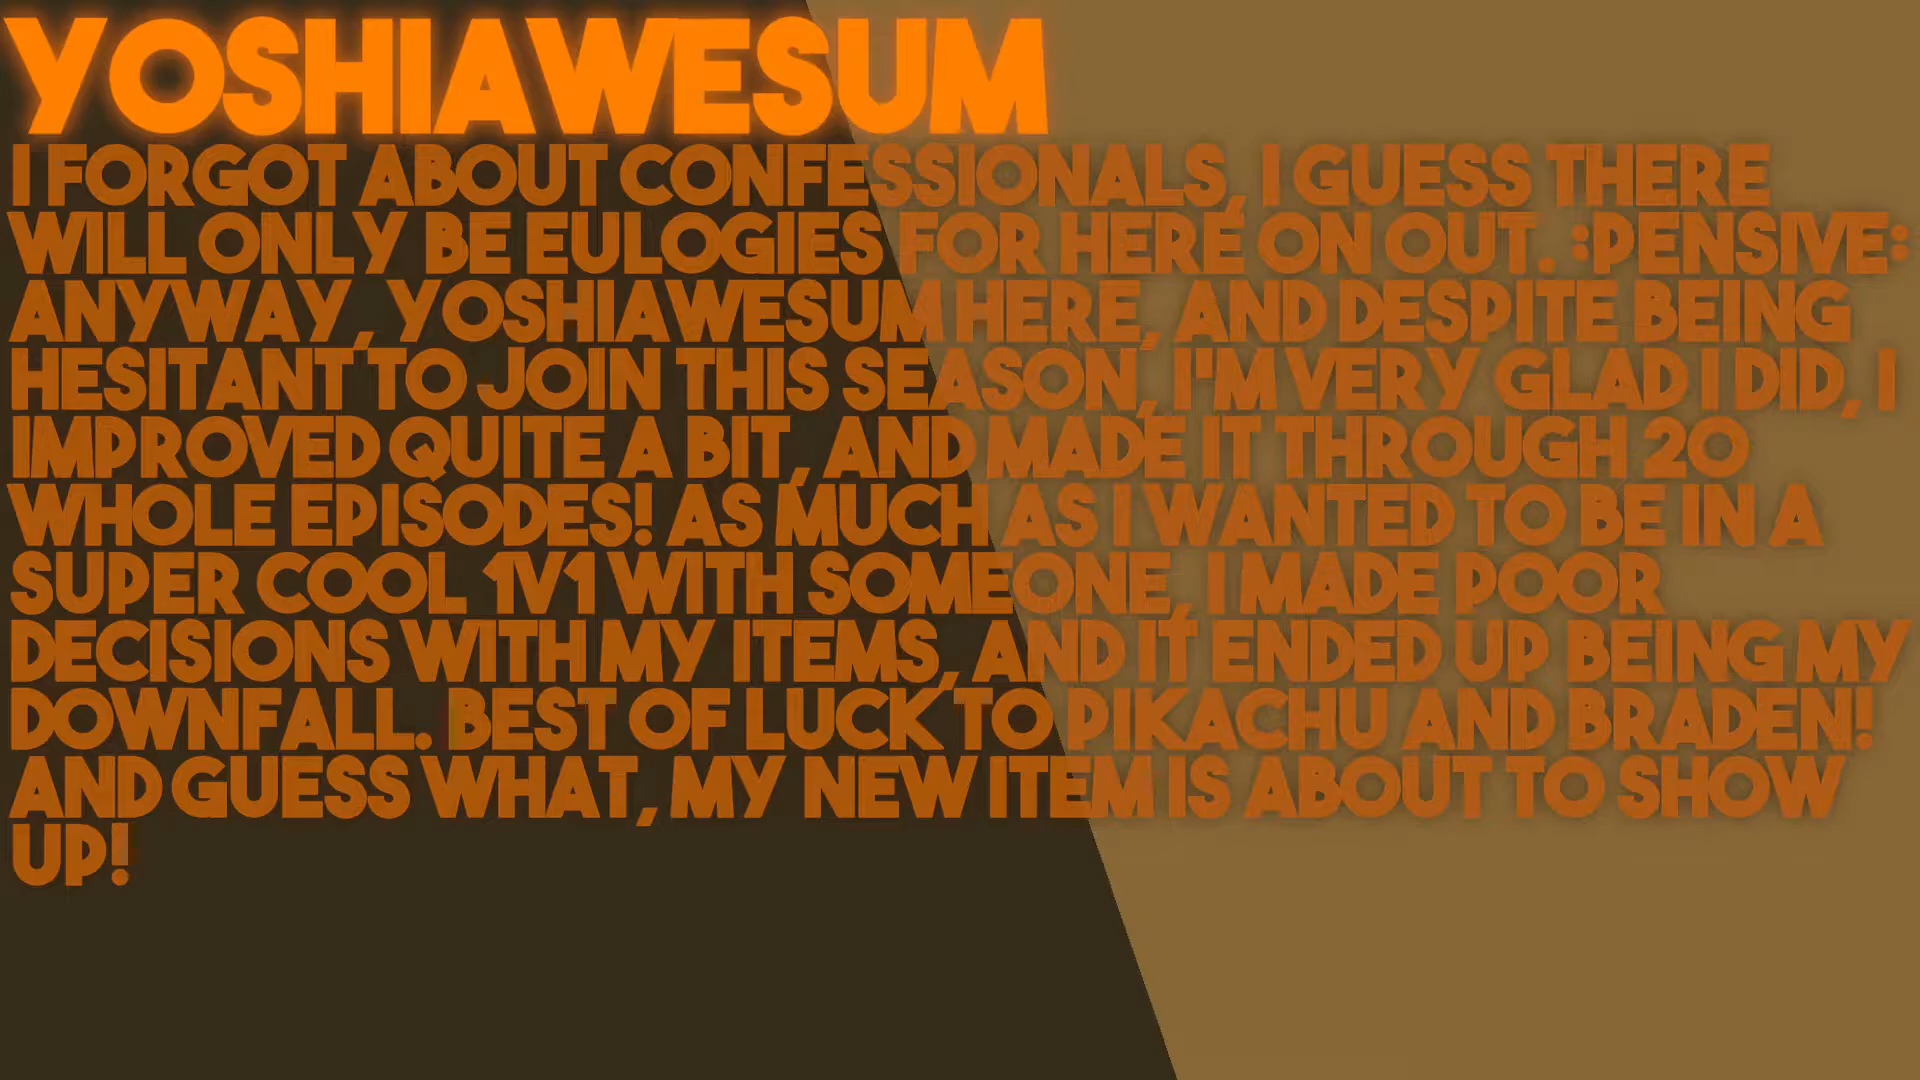 YOSHIAWESUM
I FORGOT ABOUT CONFESSIONALS, I GUESS THERE
WILL ONLY BE EULOGIES FOR HERE ON OUT. :PENSIVE:
ANYWAY, YOSHIAWESUM HERE, AND DESPITE BEING
HESITANT TO JOIN THIS SEASON, I'M VERY GLAD I DID, I
IMPROVED QUITE A BIT, AND MADE IT THROUGH 20
WHOLE EPISODES! AS MUCH AS I WANTED TO BE IN A
SUPER COOL 1V1 WITH SOMEONE, I MADE POOR
DECISIONS WITH MY ITEMS, AND IT ENDED UP BEING MY
DOWNFALL. BEST OF LUCK TO PIKACHU AND BRADEN!
AND GUESS WHAT, MY NEW ITEM IS ABOUT TO SHOW
UP!